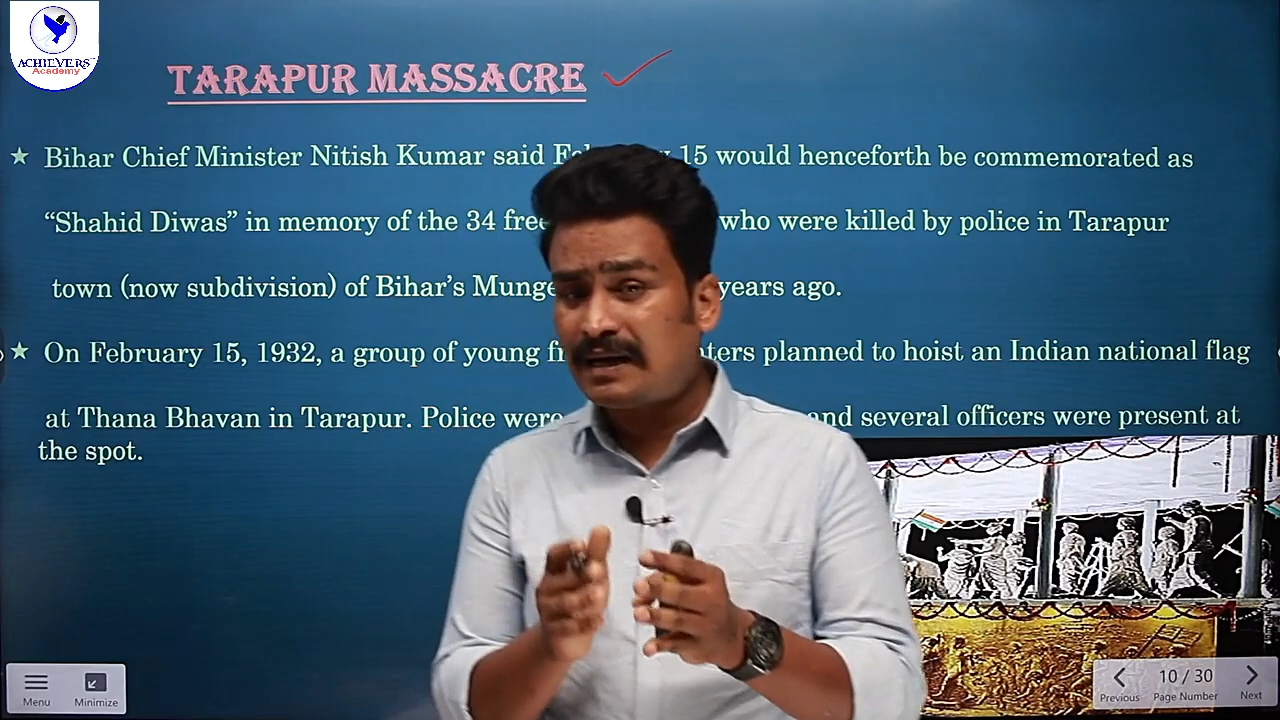 ACHIEVERS
Academy
TARAPUR MASSACRE
Bihar Chief Minister Nitish Kumar said 15 would henceforth be commemorated as
“Shahid Diwas” in memory of the 34 who were killed by police in Tarapur
town (now subdivision) of Bihar’s years ago.
On February 15, 1932, a group of young planned to hoist an Indian national flag
at Thana Bhavan in Tarapur. Police were and several officers were present at
the spot.
Menu
Minimize
Previous
10 / 30
Page Number
Next